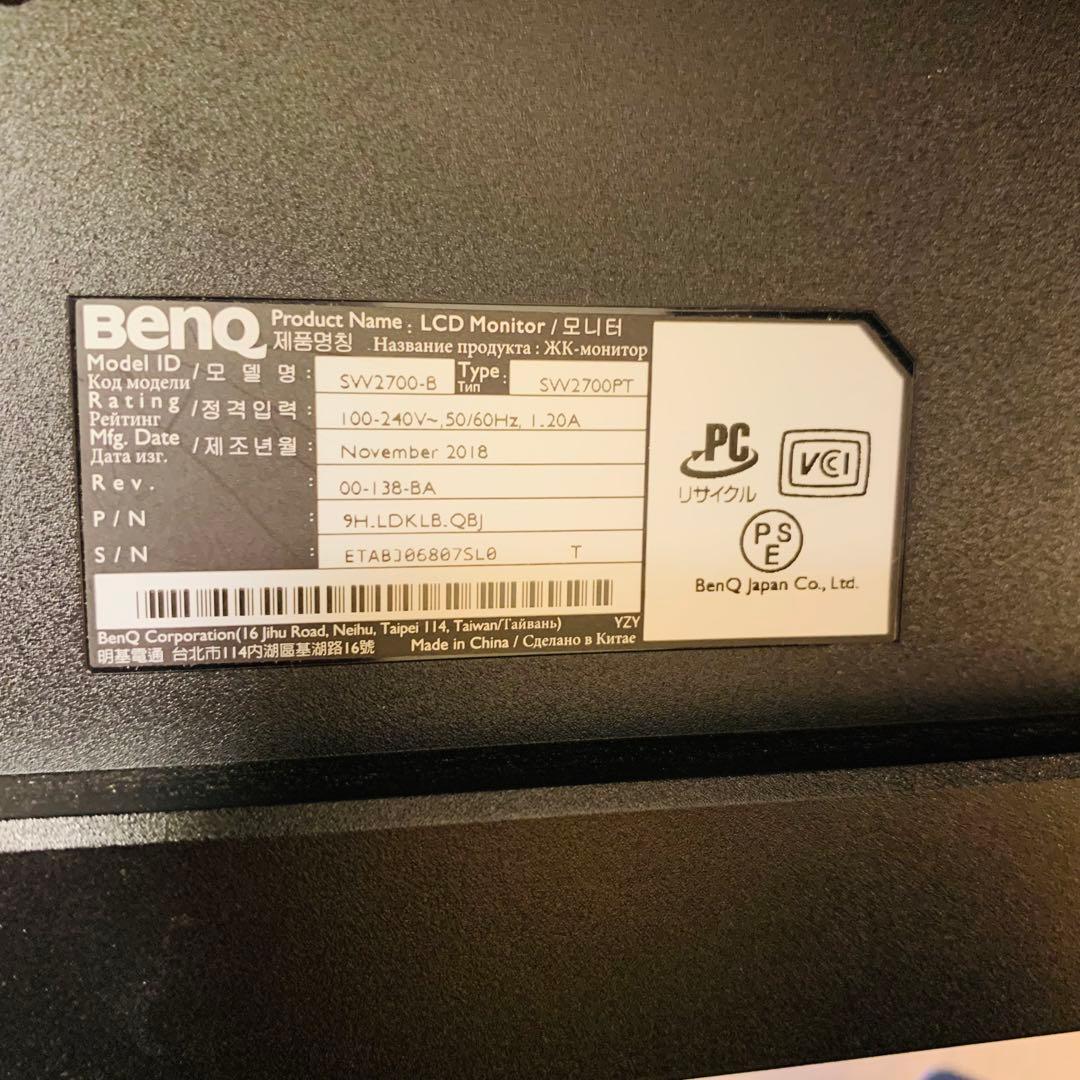 BenQ
Product Name : LCD Monitor / 모니터
제품명칭 Название продукта : ЖК-монитор
Model ID / 모 델 명 :
Код модели
SW2700-B
Type :
Тип
SW2700PT
Rating / 정격입력 :
Рейтинг
100-240V~, 50/60Hz, 1.20A
Mfg. Date / 제조년월 :
Дата изг.
November 2018
Rev. : 00-138-BA
P/N : 9H.LDKLB.QBJ
S/N : ETABJ06807SL0 T
BenQ Corporation(16 Jihu Road, Neihu, Taipei 114, Taiwan/Тайвань) YZY
明基電通 台北市114內湖區基湖路16號 Made in China / Сделано в Китае
PC
リサイクル
VCCI
PSE
BenQ Japan Co., Ltd.